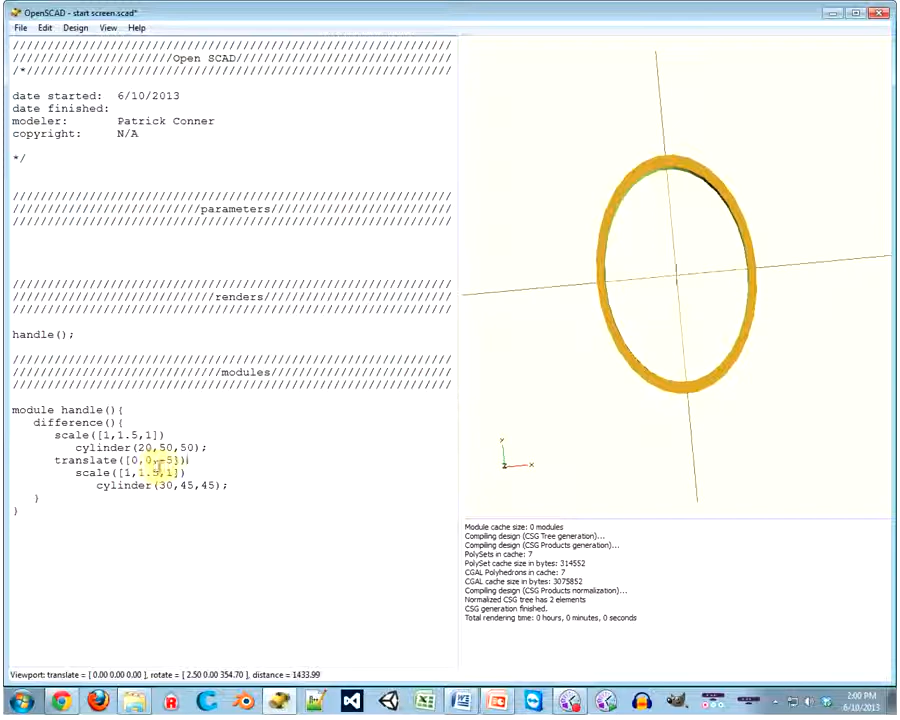 OpenSCAD - start screen.scad*
File Edit Design View Help
///////////////////////////////////////////////////////////////
///////////////////////Open SCAD///////////////////////////////
/*/////////////////////////////////////////////////////////////
date started: 6/10/2013
date finished:
modeler: Patrick Conner
copyright: N/A
*/
///////////////////////////////////////////////////////////////
///////////////////////////parameters//////////////////////////
///////////////////////////////////////////////////////////////
///////////////////////////////////////////////////////////////
/////////////////////////////renders///////////////////////////
///////////////////////////////////////////////////////////////
handle();
///////////////////////////////////////////////////////////////
//////////////////////////////modules//////////////////////////
///////////////////////////////////////////////////////////////
module handle(){
difference(){
scale([1,1.5,1])
cylinder(20,50,50);
translate([0,0,-5])
scale([1,1.5,1])
cylinder(30,45,45);
}
}
Y
Z X
Module cache size: 0 modules
Compiling design (CSG Tree generation)...
Compiling design (CSG Products generation)...
PolySets in cache: 7
PolySet cache size in bytes: 314552
CGAL Polyhedrons in cache: 7
CGAL cache size in bytes: 3075852
Compiling design (CSG Products normalization)...
Normalized CSG tree has 2 elements
CSG generation finished.
Total rendering time: 0 hours, 0 minutes, 0 seconds
Viewport: translate = [ 0.00 0.00 0.00 ], rotate = [ 2.50 0.00 354.70 ], distance = 1433.99
2:00 PM
6/10/2013